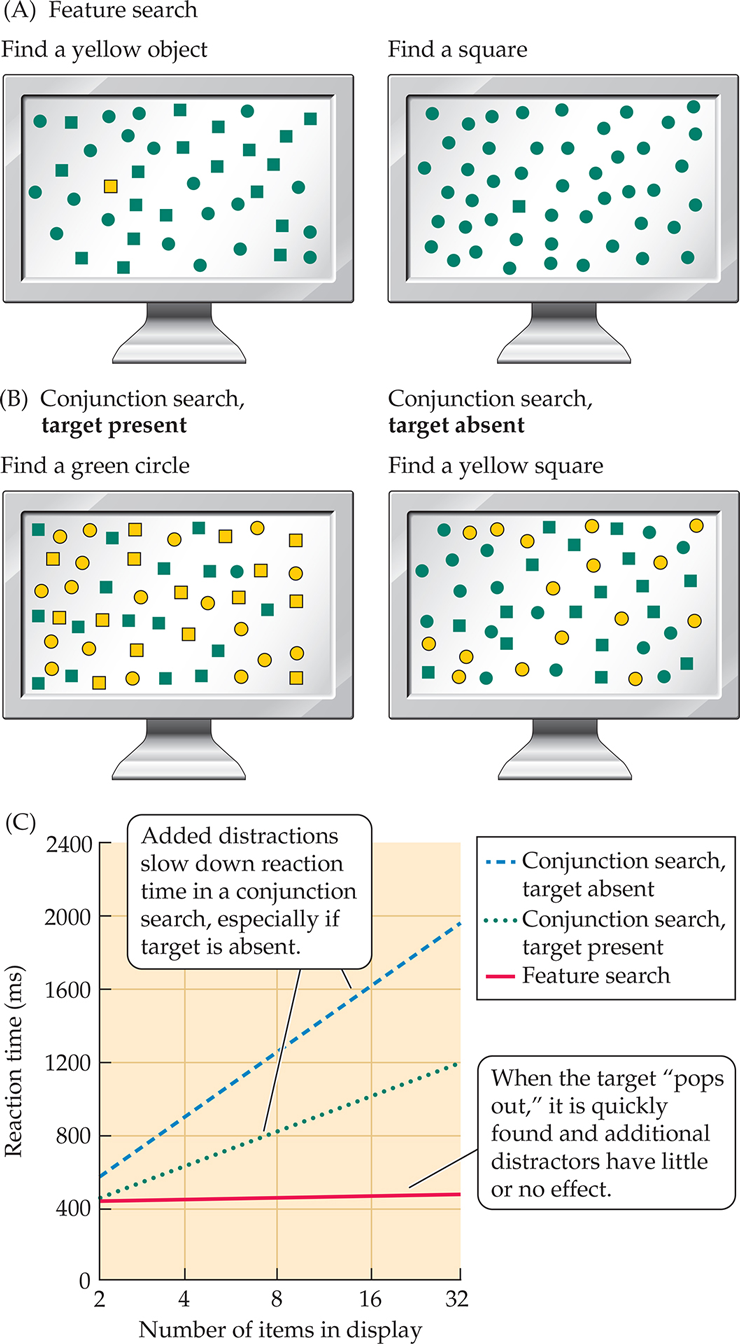 (A) Feature search
Find a yellow object
Find a square
(B) Conjunction search,
target present
Conjunction search,
target absent
Find a green circle
Find a yellow square
(C)
Added distractions
slow down reaction
time in a conjunction
search, especially if
target is absent.
Conjunction search,
target absent
Conjunction search,
target present
Feature search
When the target “pops
out,” it is quickly
found and additional
distractors have little
or no effect.
Reaction time (ms)
2400
2000
1600
1200
800
400
0
2 4 8 16 32
Number of items in display